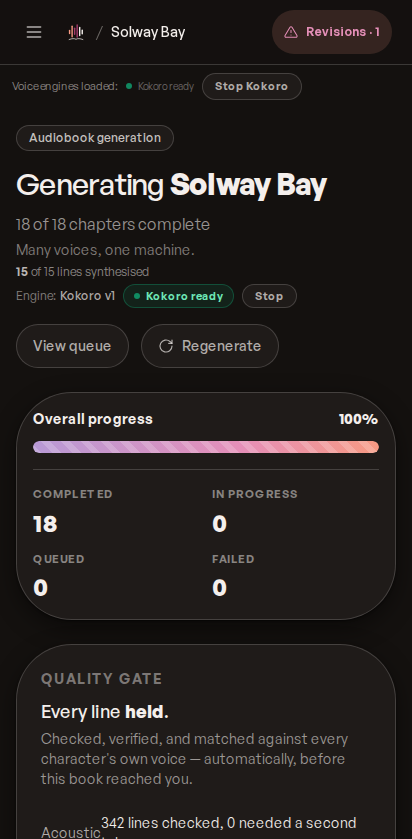 / Solway Bay
Revisions · 1
Voice engines loaded: Kokoro ready Stop Kokoro
Audiobook generation
Generating Solway Bay
18 of 18 chapters complete
Many voices, one machine.
15 of 15 lines synthesised
Engine: Kokoro v1 Kokoro ready Stop
View queue Regenerate
Overall progress 100%
COMPLETED IN PROGRESS
18 0
QUEUED FAILED
0 0
QUALITY GATE
Every line held.
Checked, verified, and matched against every
character's own voice — automatically, before
this book reached you.
Acoustic 342 lines checked, 0 needed a second